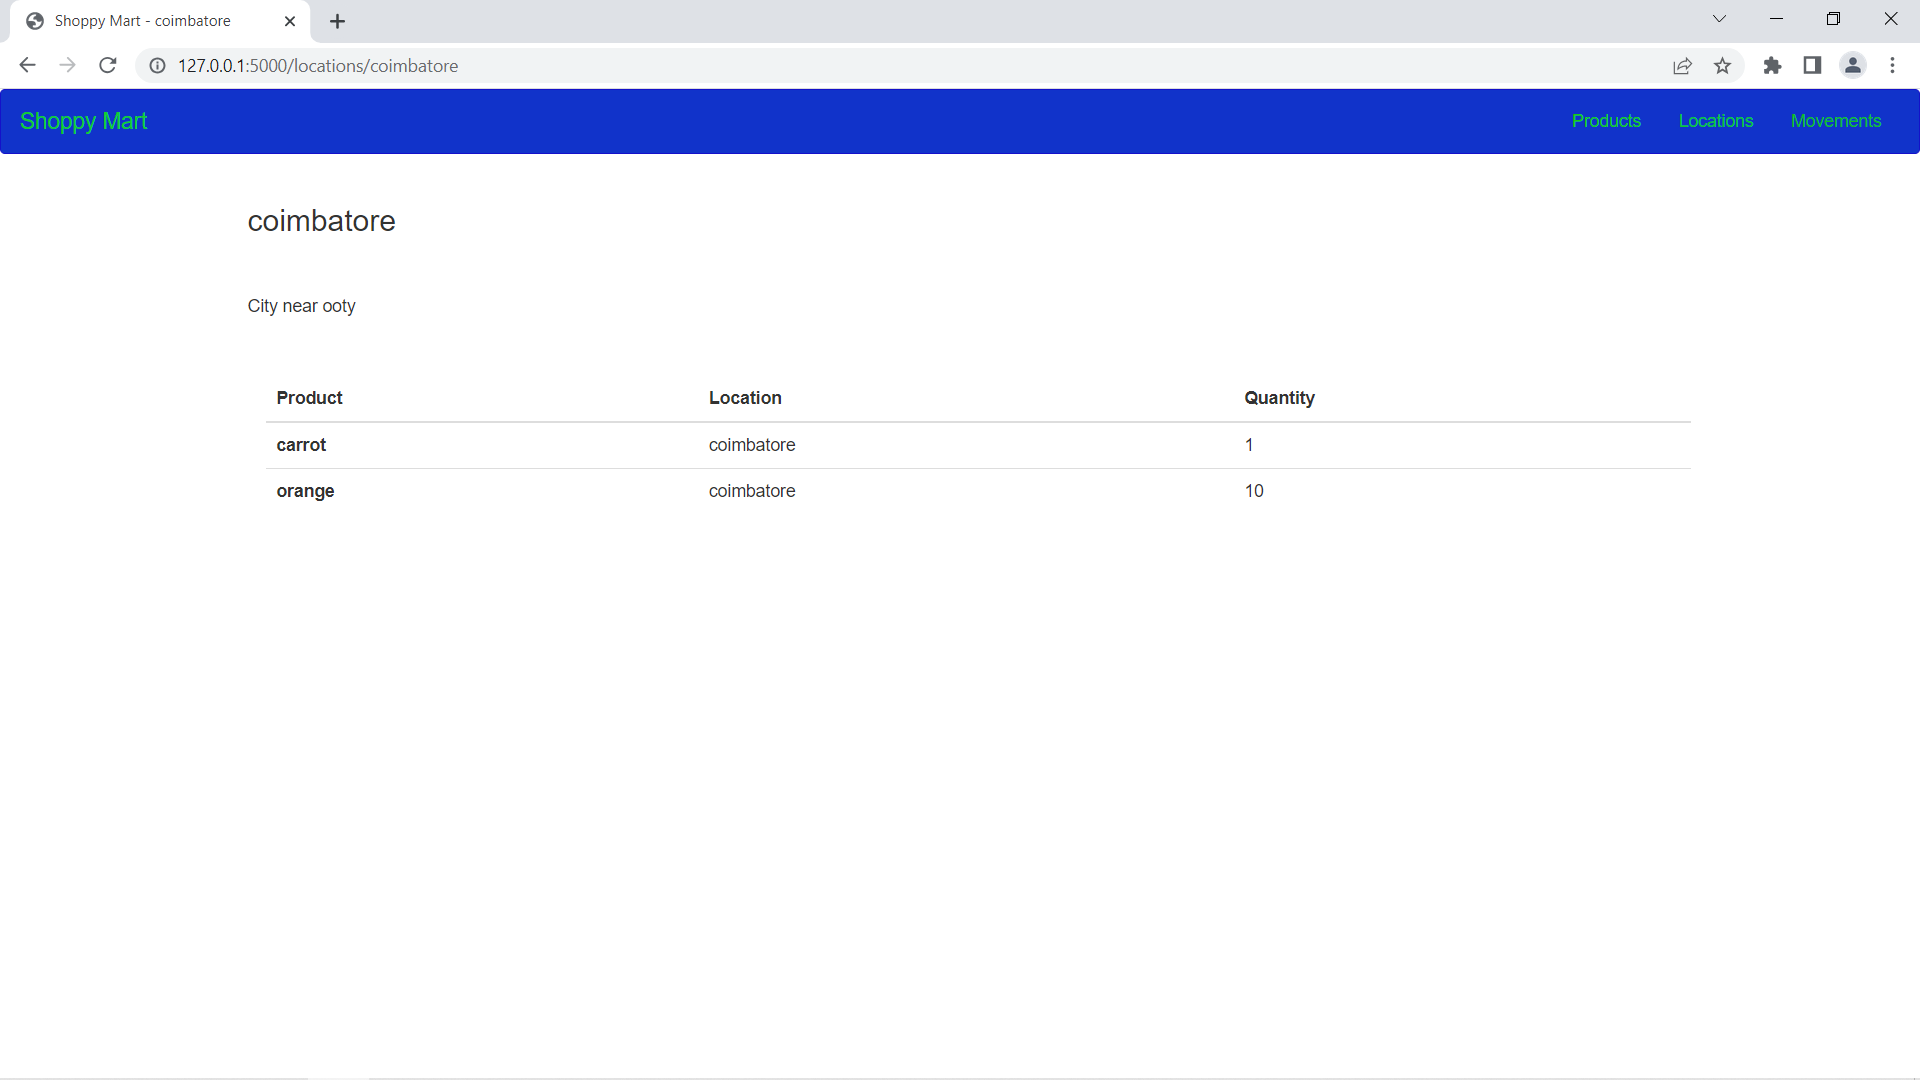 Shoppy Mart - coimbatore
127.0.0.1:5000/locations/coimbatore
Shoppy Mart Products Locations Movements
coimbatore
City near ooty
Product Location Quantity
carrot coimbatore 1
orange coimbatore 10